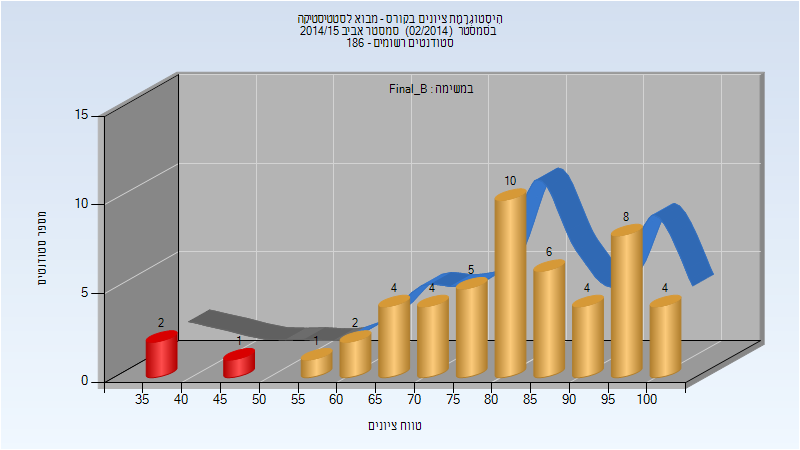 היסטוגרמת ציונים בקורס - מבוא לסטטיסטיקה
בסמסטר (02/2014) סמסטר אביב 2014/15
סטודנטים רשומים - 186
במשימה : Final_B
15
10
5
0
מספר סטודנטים
2
1
1
2
4
4
5
10
6
4
8
4
35 40 45 50 55 60 65 70 75 80 85 90 95 100
טווח ציונים